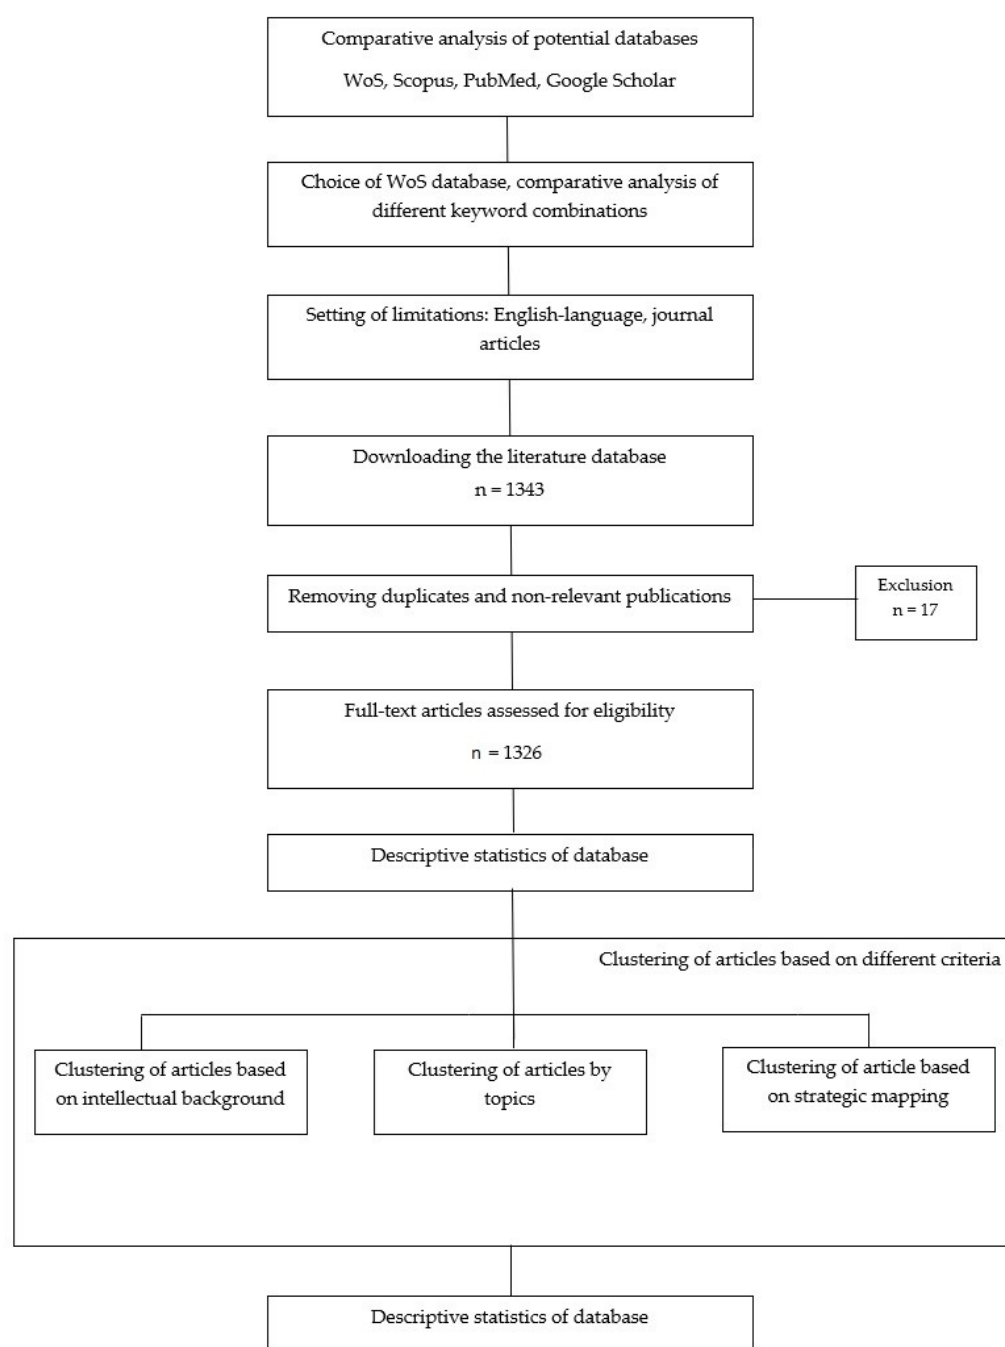 Comparative analysis of potential databases
WoS, Scopus, PubMed, Google Scholar
Choice of WoS database, comparative analysis of
different keyword combinations
Setting of limitations: English-language, journal
articles
Downloading the literature database
n = 1343
Removing duplicates and non-relevant publications
Exclusion
n = 17
Full-text articles assessed for eligibility
n = 1326
Descriptive statistics of database
Clustering of articles based on different criteria
Clustering of articles based
on intellectual background
Clustering of articles by
topics
Clustering of article based
on strategic mapping
Descriptive statistics of database